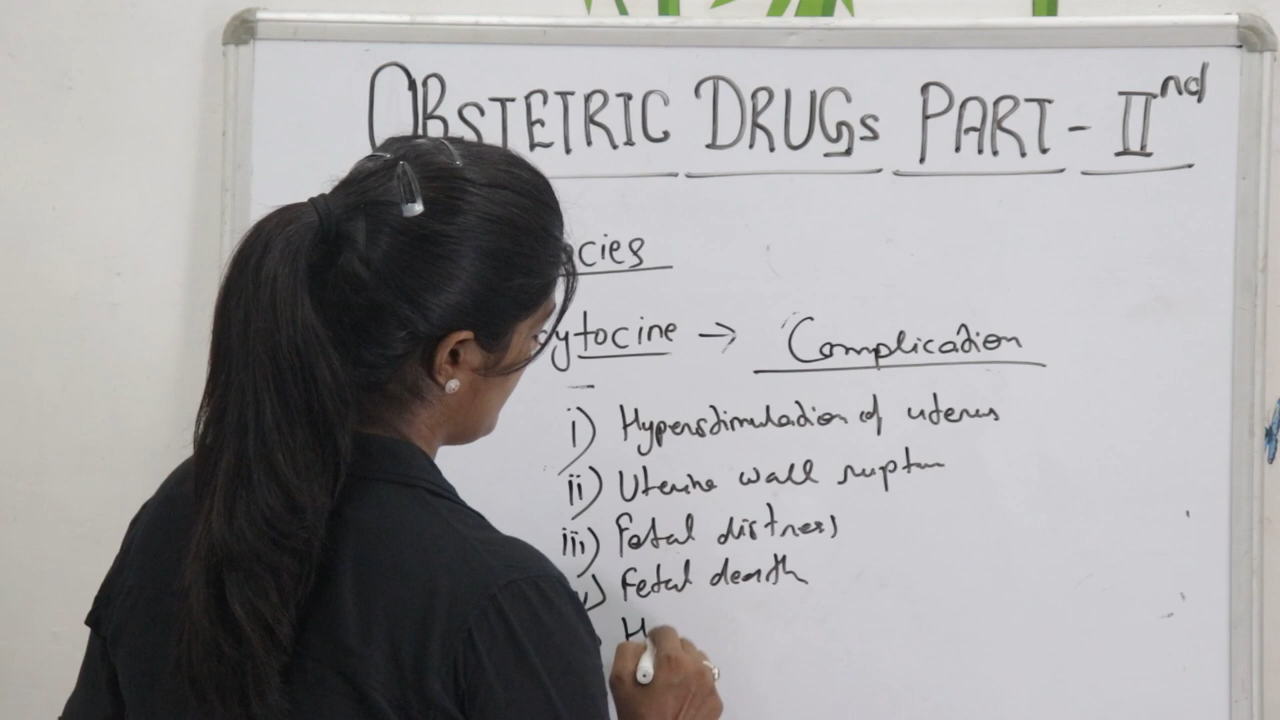 OBSTETRIC DRUGS PART - II nd
cies
ytocine → Complication
i) Hyperstimulation of uterus
ii) Uterine wall ruptur
iii) Fetal distress
) Fetal death
H